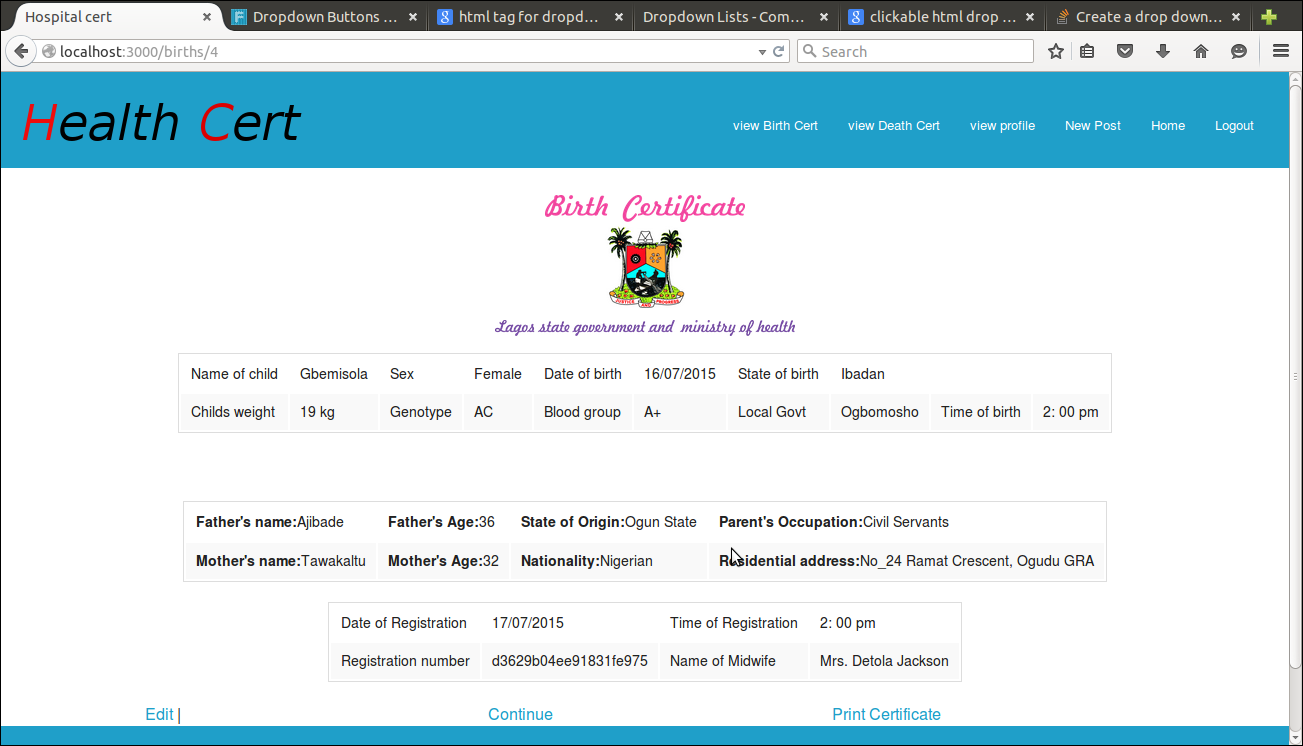 Hospital cert
Dropdown Buttons ...
html tag for dropd...
Dropdown Lists - Com...
clickable html drop ...
Create a drop down...
localhost:3000/births/4
Search
Health Cert
view Birth Cert view Death Cert view profile New Post Home Logout
Birth Certificate
JUSTICE AND PROGRESS
Lagos state government and ministry of health
Name of child Gbemisola Sex Female Date of birth 16/07/2015 State of birth Ibadan
Childs weight 19 kg Genotype AC Blood group A+ Local Govt Ogbomosho Time of birth 2: 00 pm
Father's name:Ajibade Father's Age:36 State of Origin:Ogun State Parent's Occupation:Civil Servants
Mother's name:Tawakaltu Mother's Age:32 Nationality:Nigerian Residential address:No_24 Ramat Crescent, Ogudu GRA
Date of Registration 17/07/2015 Time of Registration 2: 00 pm
Registration number d3629b04ee91831fe975 Name of Midwife Mrs. Detola Jackson
Edit | Continue Print Certificate